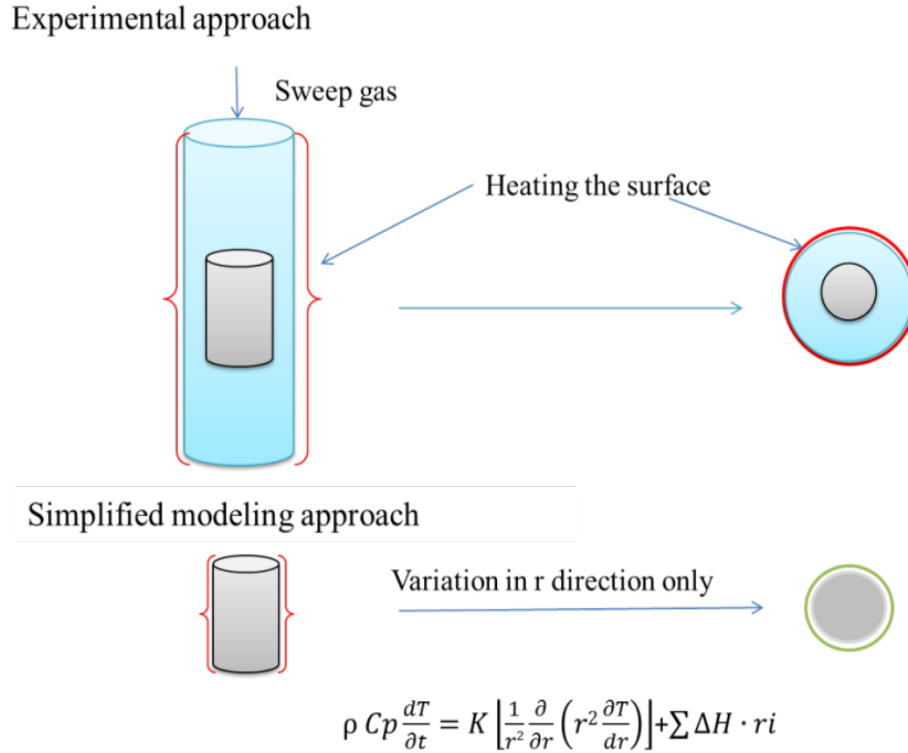 Experimental approach
Sweep gas
Heating the surface
Simplified modeling approach
Variation in r direction only
ρ Cp dT/∂t = K [1/r² ∂/∂r (r² ∂T/dr)]+∑ ΔH · ri